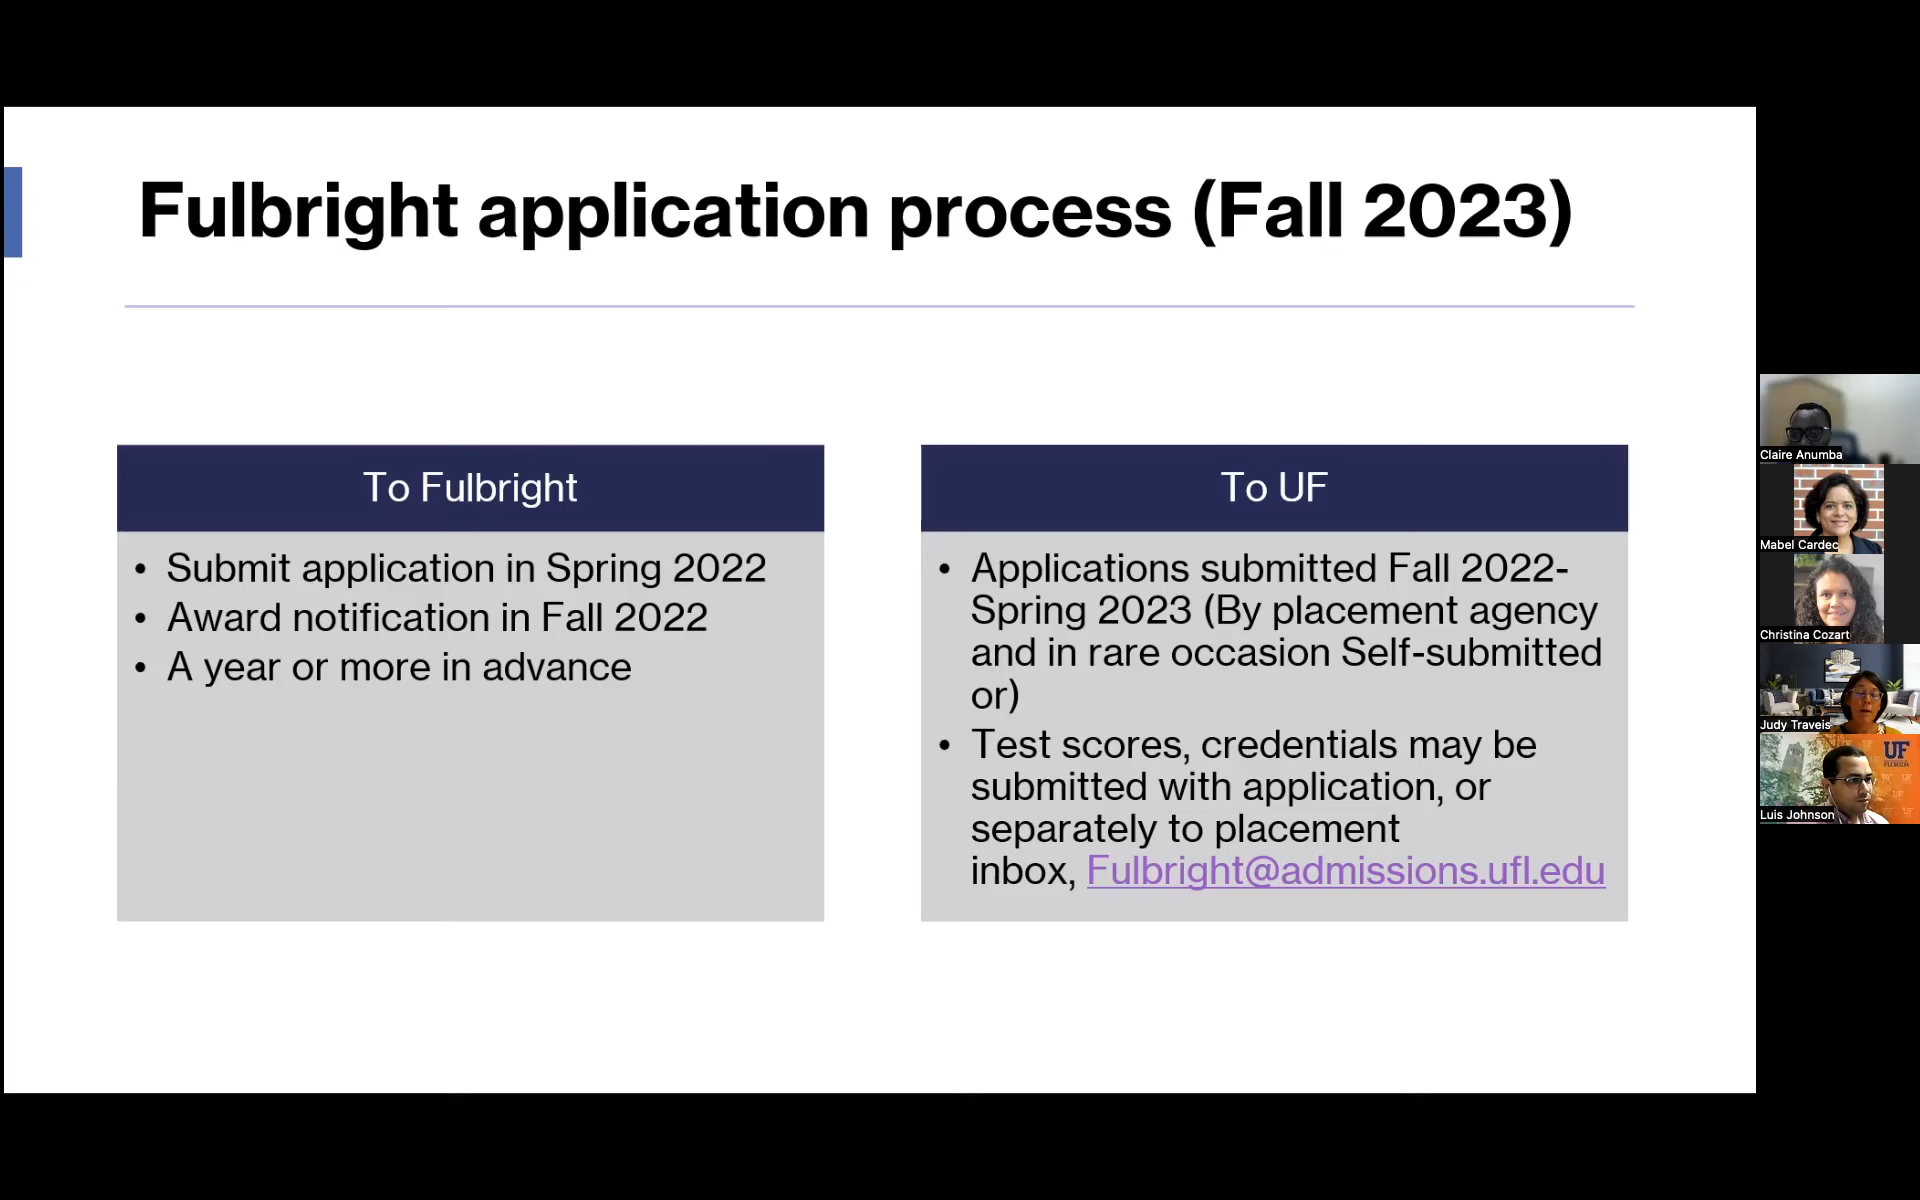 Fulbright application process (Fall 2023)
To Fulbright
• Submit application in Spring 2022
• Award notification in Fall 2022
• A year or more in advance
To UF
• Applications submitted Fall 2022-
Spring 2023 (By placement agency
and in rare occasion Self-submitted
or)
• Test scores, credentials may be
submitted with application, or
separately to placement
inbox, Fulbright@admissions.ufl.edu
Claire Anumba
Mabel Cardec
Christina Cozart
Judy Traveis
UF
FLORIDA
Luis Johnson